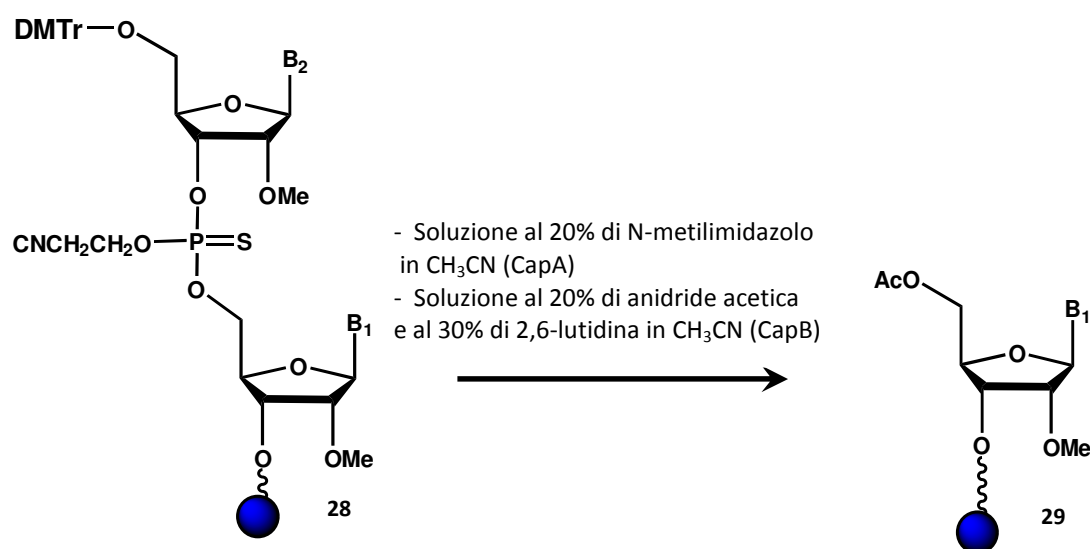 DMTr—O
B₂
O
O
OMe
CNCH₂CH₂O—P=S
O
- Soluzione al 20% di N-metilimidazolo
in CH₃CN (CapA)
- Soluzione al 20% di anidride acetica
e al 30% di 2,6-lutidina in CH₃CN (CapB)
B₁
O
O
OMe
28
AcO
B₁
O
O
OMe
29